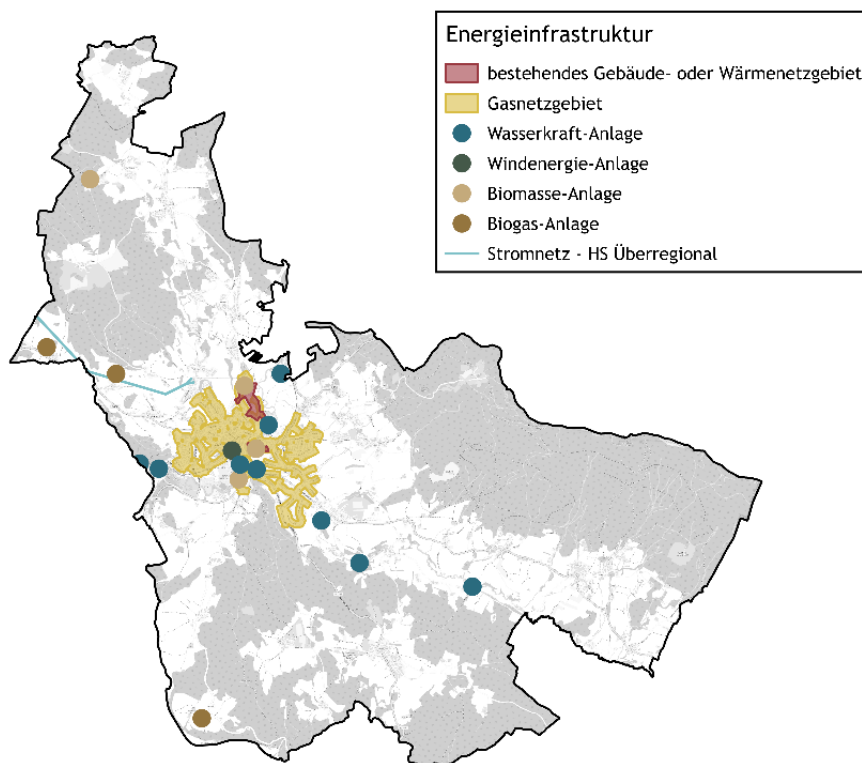 Energieinfrastruktur
bestehendes Gebäude- oder Wärmenetzgebiet
Gasnetzgebiet
Wasserkraft-Anlage
Windenergie-Anlage
Biomasse-Anlage
Biogas-Anlage
Stromnetz - HS Überregional